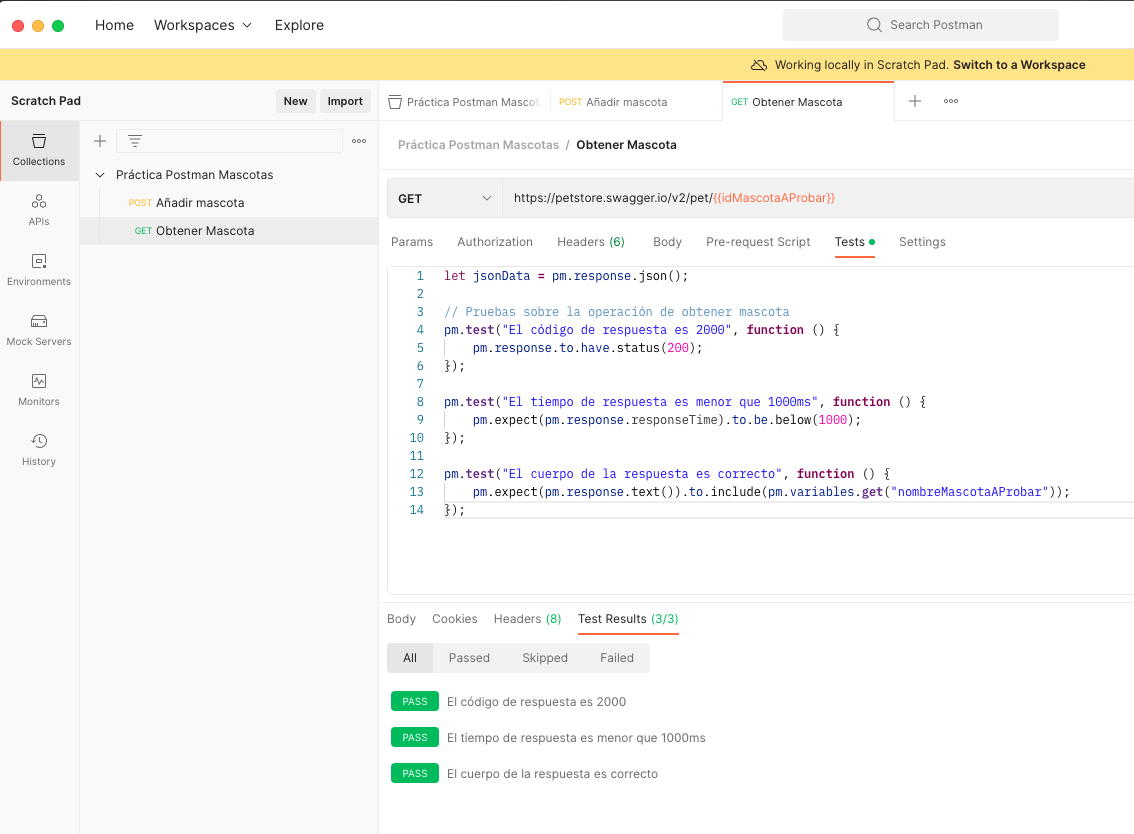 Home Workspaces Explore Search Postman
Working locally in Scratch Pad. Switch to a Workspace
Scratch Pad New Import
Práctica Postman Mascot POST Añadir mascota GET Obtener Mascota
Collections
APIs
Environments
Mock Servers
Monitors
History
Práctica Postman Mascotas
POST Añadir mascota
GET Obtener Mascota
Práctica Postman Mascotas / Obtener Mascota
GET https://petstore.swagger.io/v2/pet/{{idMascotaAProbar}}
Params Authorization Headers (6) Body Pre-request Script Tests Settings
1 let jsonData = pm.response.json();
2
3 // Pruebas sobre la operación de obtener mascota
4 pm.test("El código de respuesta es 2000", function () {
5 pm.response.to.have.status(200);
6 });
7
8 pm.test("El tiempo de respuesta es menor que 1000ms", function () {
9 pm.expect(pm.response.responseTime).to.be.below(1000);
10 });
11
12 pm.test("El cuerpo de la respuesta es correcto", function () {
13 pm.expect(pm.response.text()).to.include(pm.variables.get("nombreMascotaAProbar"));
14 });
Body Cookies Headers (8) Test Results (3/3)
All Passed Skipped Failed
PASS El código de respuesta es 2000
PASS El tiempo de respuesta es menor que 1000ms
PASS El cuerpo de la respuesta es correcto